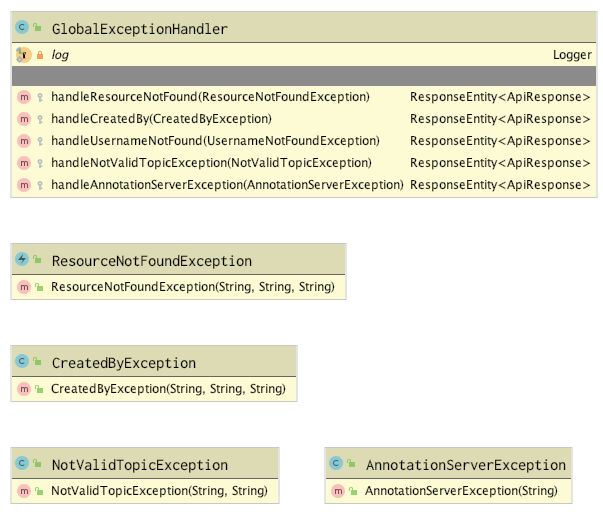 GlobalExceptionHandler
log Logger
handleResourceNotFound(ResourceNotFoundException) ResponseEntity<ApiResponse>
handleCreatedBy(CreatedByException) ResponseEntity<ApiResponse>
handleUsernameNotFound(UsernameNotFoundException) ResponseEntity<ApiResponse>
handleNotValidTopicException(NotValidTopicException) ResponseEntity<ApiResponse>
handleAnnotationServerException(AnnotationServerException) ResponseEntity<ApiResponse>
ResourceNotFoundException
ResourceNotFoundException(String, String, String)
CreatedByException
CreatedByException(String, String, String)
NotValidTopicException
NotValidTopicException(String, String)
AnnotationServerException
AnnotationServerException(String)